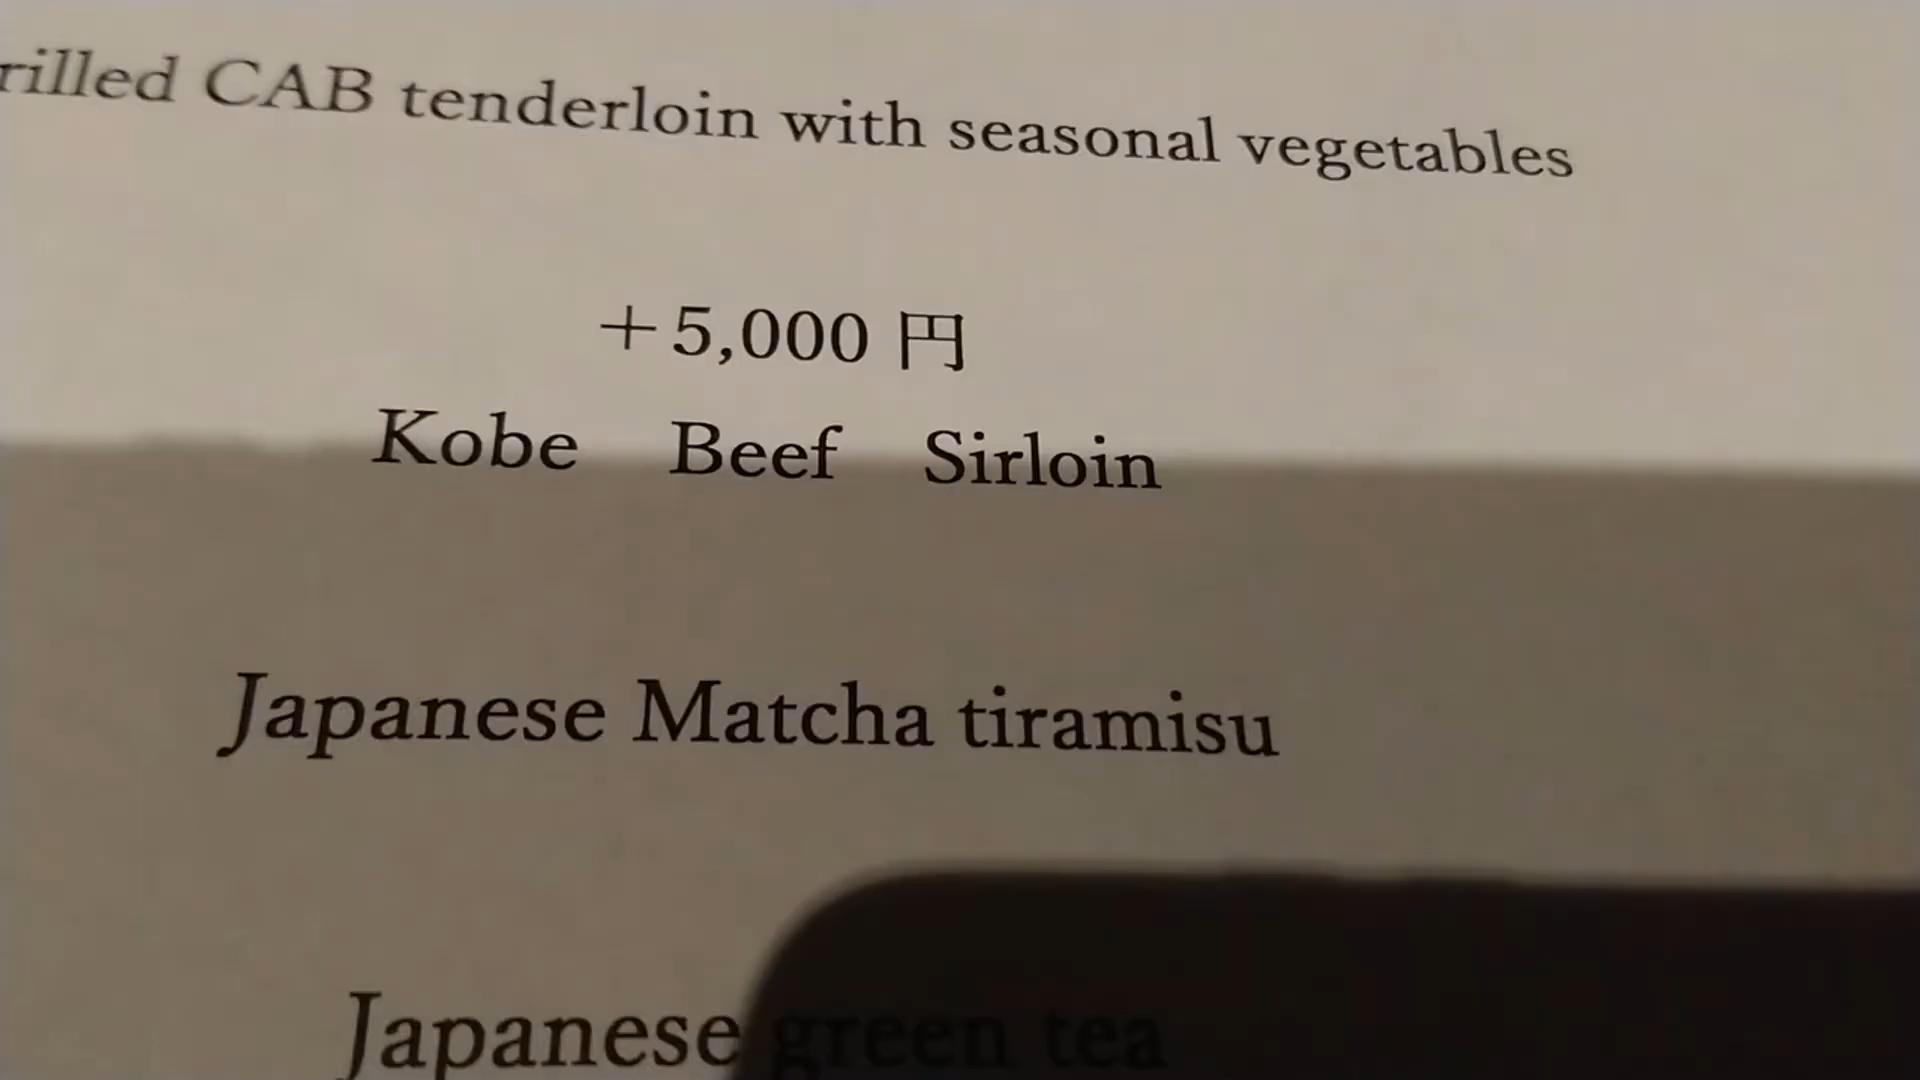 rilled CAB tenderloin with seasonal vegetables
+5,000 円
Kobe Beef Sirloin
Japanese Matcha tiramisu
Japanese green tea